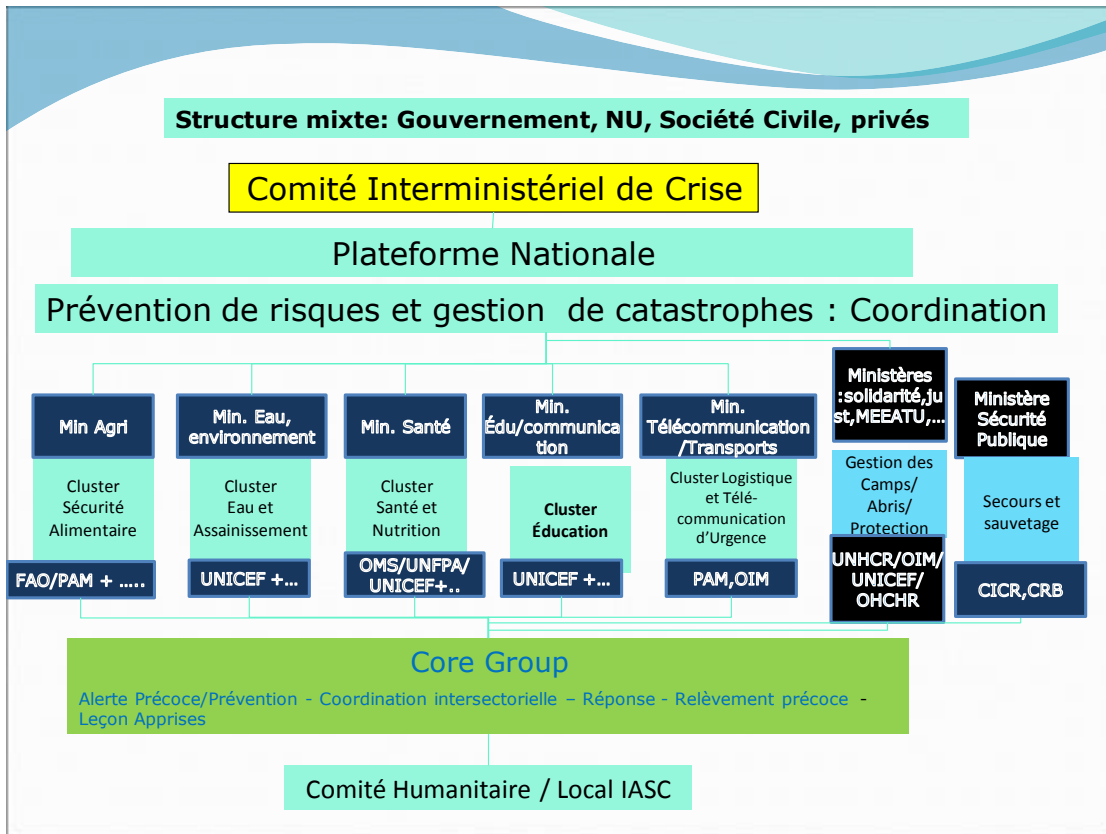 Structure mixte: Gouvernement, NU, Société Civile, privés
Comité Interministériel de Crise
Plateforme Nationale
Prévention de risques et gestion de catastrophes : Coordination
Min Agri
Min. Eau,
environnement
Min. Santé
Min.
Édu/communica
tion
Min.
Télécommunication
/Transports
Ministères
:solidarité,ju
st,MEEATU,...
Ministère
Sécurité
Publique
Cluster
Sécurité
Alimentaire
Cluster
Eau et
Assainissement
Cluster
Santé et
Nutrition
Cluster
Éducation
Cluster Logistique
et Télé-
communication
d’Urgence
Gestion des
Camps/
Abris/
Protection
Secours et
sauvetage
FAO/PAM + …..
UNICEF +…
OMS/UNFPA/
UNICEF+..
UNICEF +…
PAM,OIM
UNHCR/OIM/
UNICEF/
OHCHR
CICR,CRB
Core Group
Alerte Précoce/Prévention - Coordination intersectorielle – Réponse - Relèvement précoce -
Leçon Apprises
Comité Humanitaire / Local IASC